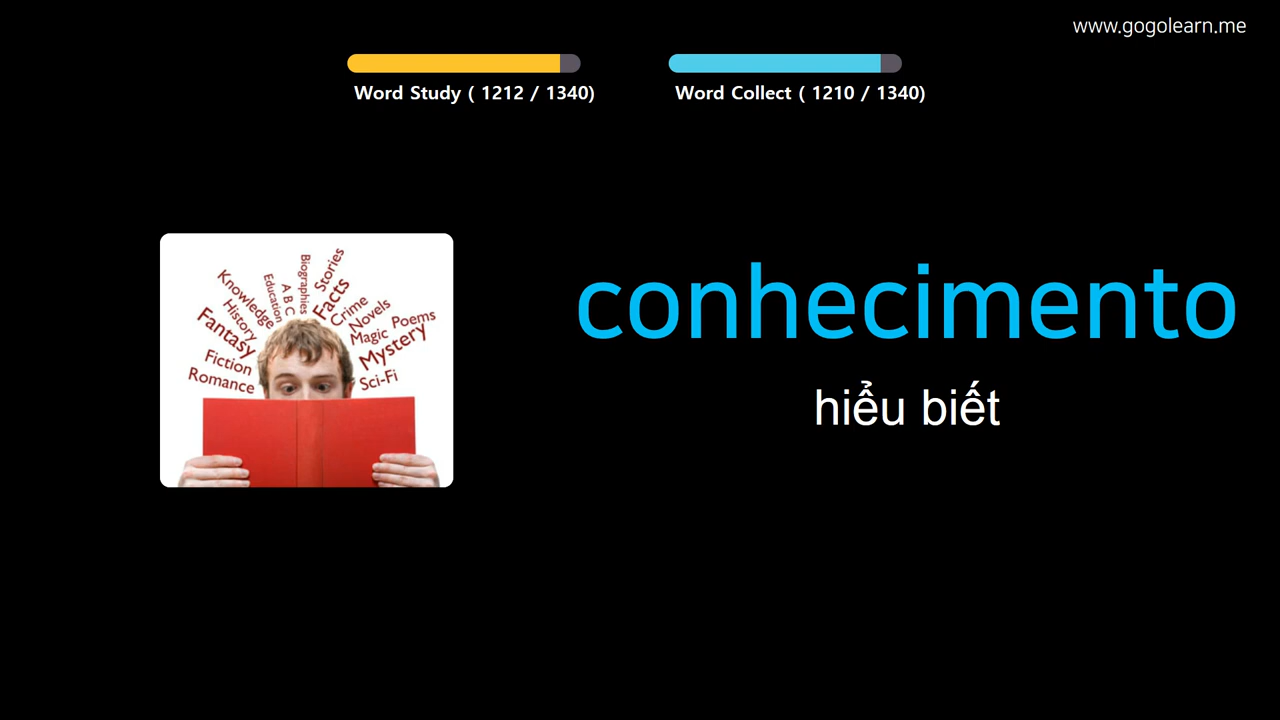 www.gogolearn.me
Word Study ( 1212 / 1340)
Word Collect ( 1210 / 1340)
Stories
Biographies
Facts
A B C
Education
Crime
Knowledge
Novels
History
Magic
Poems
Fantasy
Mystery
Fiction
Sci-Fi
Romance
conhecimento
hiểu biết